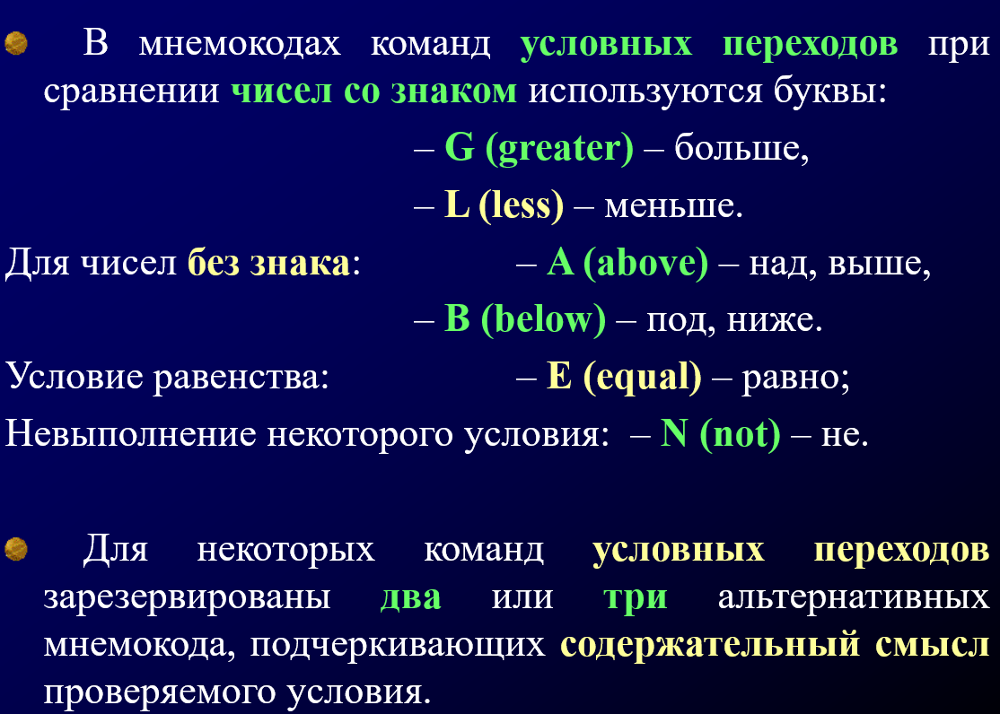 В мнемокодах команд условных переходов при
сравнении чисел со знаком используются буквы:
– G (greater) – больше,
– L (less) – меньше.
Для чисел без знака: – A (above) – над, выше,
– B (below) – под, ниже.
Условие равенства: – E (equal) – равно;
Невыполнение некоторого условия: – N (not) – не.
Для некоторых команд условных переходов
зарезервированы два или три альтернативных
мнемокода, подчеркивающих содержательный смысл
проверяемого условия.